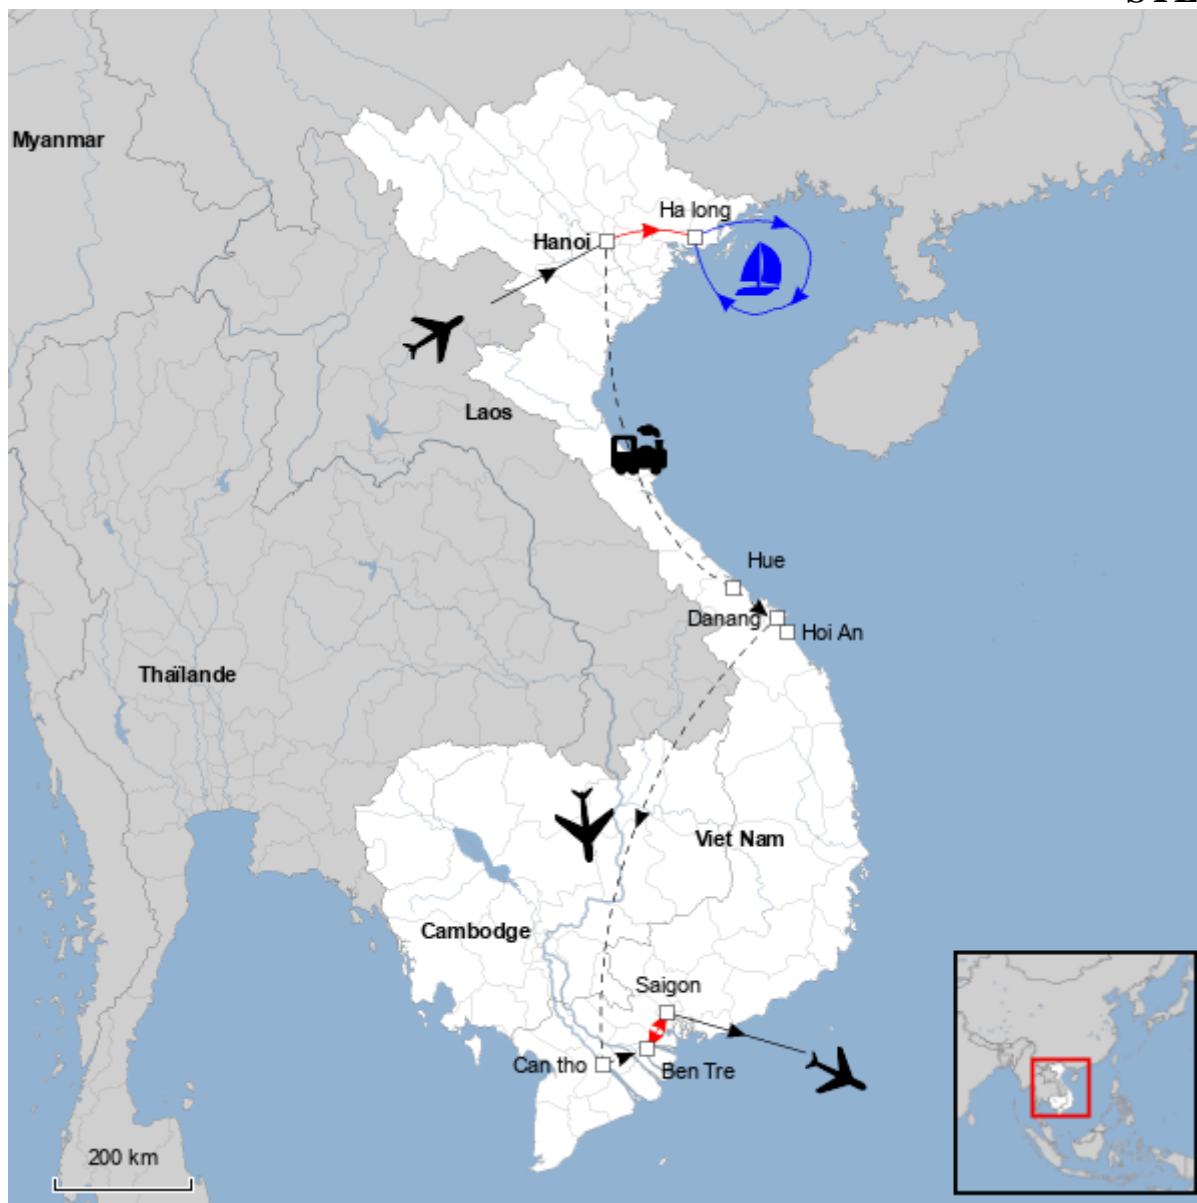 Myanmar
Ha long
Hanoi
Laos
Hue
Danang
Hoi An
Thaïlande
Viet Nam
Cambodge
Saigon
Can tho
Ben Tre
200 km